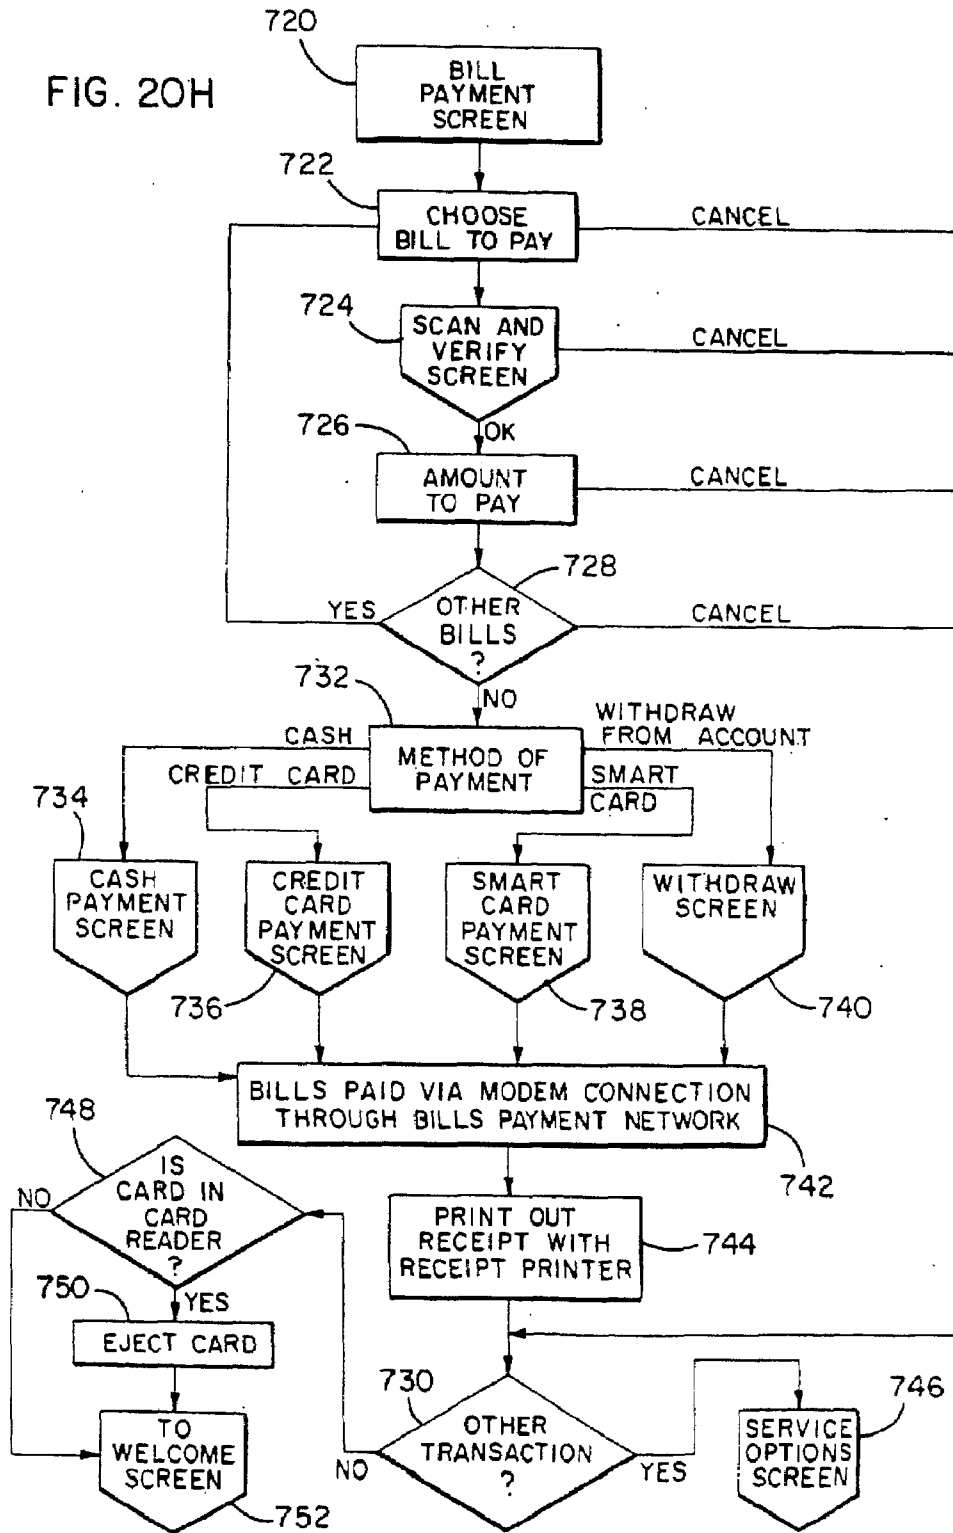 720
FIG. 20H
BILL
PAYMENT
SCREEN
722
CHOOSE
BILL TO PAY
CANCEL
724
SCAN AND
VERIFY
SCREEN
CANCEL
726
OK
AMOUNT
TO PAY
CANCEL
728
YES
OTHER
BILLS
?
CANCEL
732
NO
METHOD OF
PAYMENT
CASH
CREDIT CARD
WITHDRAW
FROM ACCOUNT
SMART
CARD
734
CASH
PAYMENT
SCREEN
CREDIT
CARD
PAYMENT
SCREEN
SMART
CARD
PAYMENT
SCREEN
WITHDRAW
SCREEN
736
738
740
BILLS PAID VIA MODEM CONNECTION
THROUGH BILLS PAYMENT NETWORK
742
748
IS
CARD IN
CARD
READER
?
NO
PRINT OUT
RECEIPT WITH
RECEIPT PRINTER
744
750
YES
EJECT CARD
730
OTHER
TRANSACTION
?
NO
YES
746
SERVICE
OPTIONS
SCREEN
TO
WELCOME
SCREEN
752